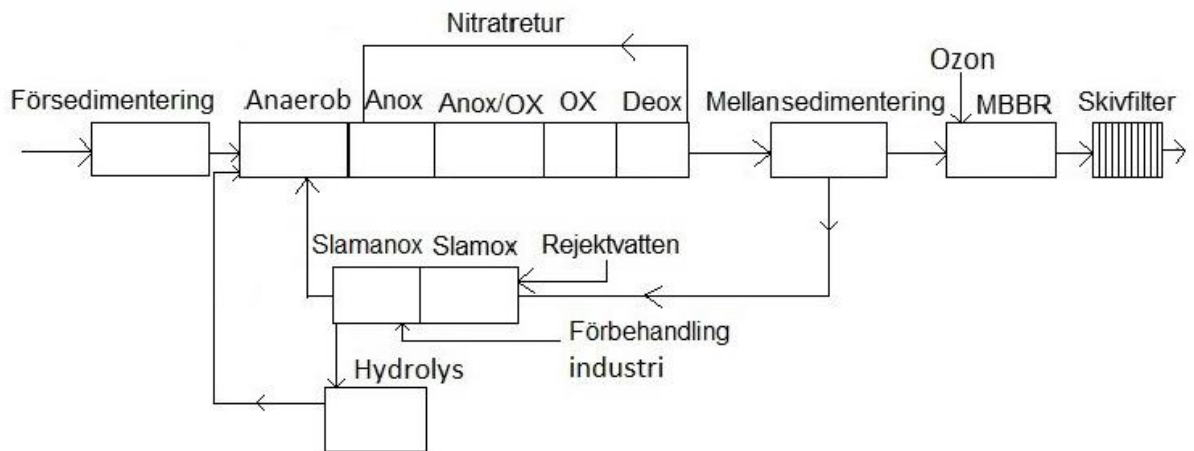 Nitratretur
Ozon
Försedimentering
Anaerob
Anox
Anox/OX
OX
Deox
Mellansedimentering
MBBR
Skivfilter
Slamanox
Slamox
Rejektvatten
Förbehandling
industri
Hydrolys